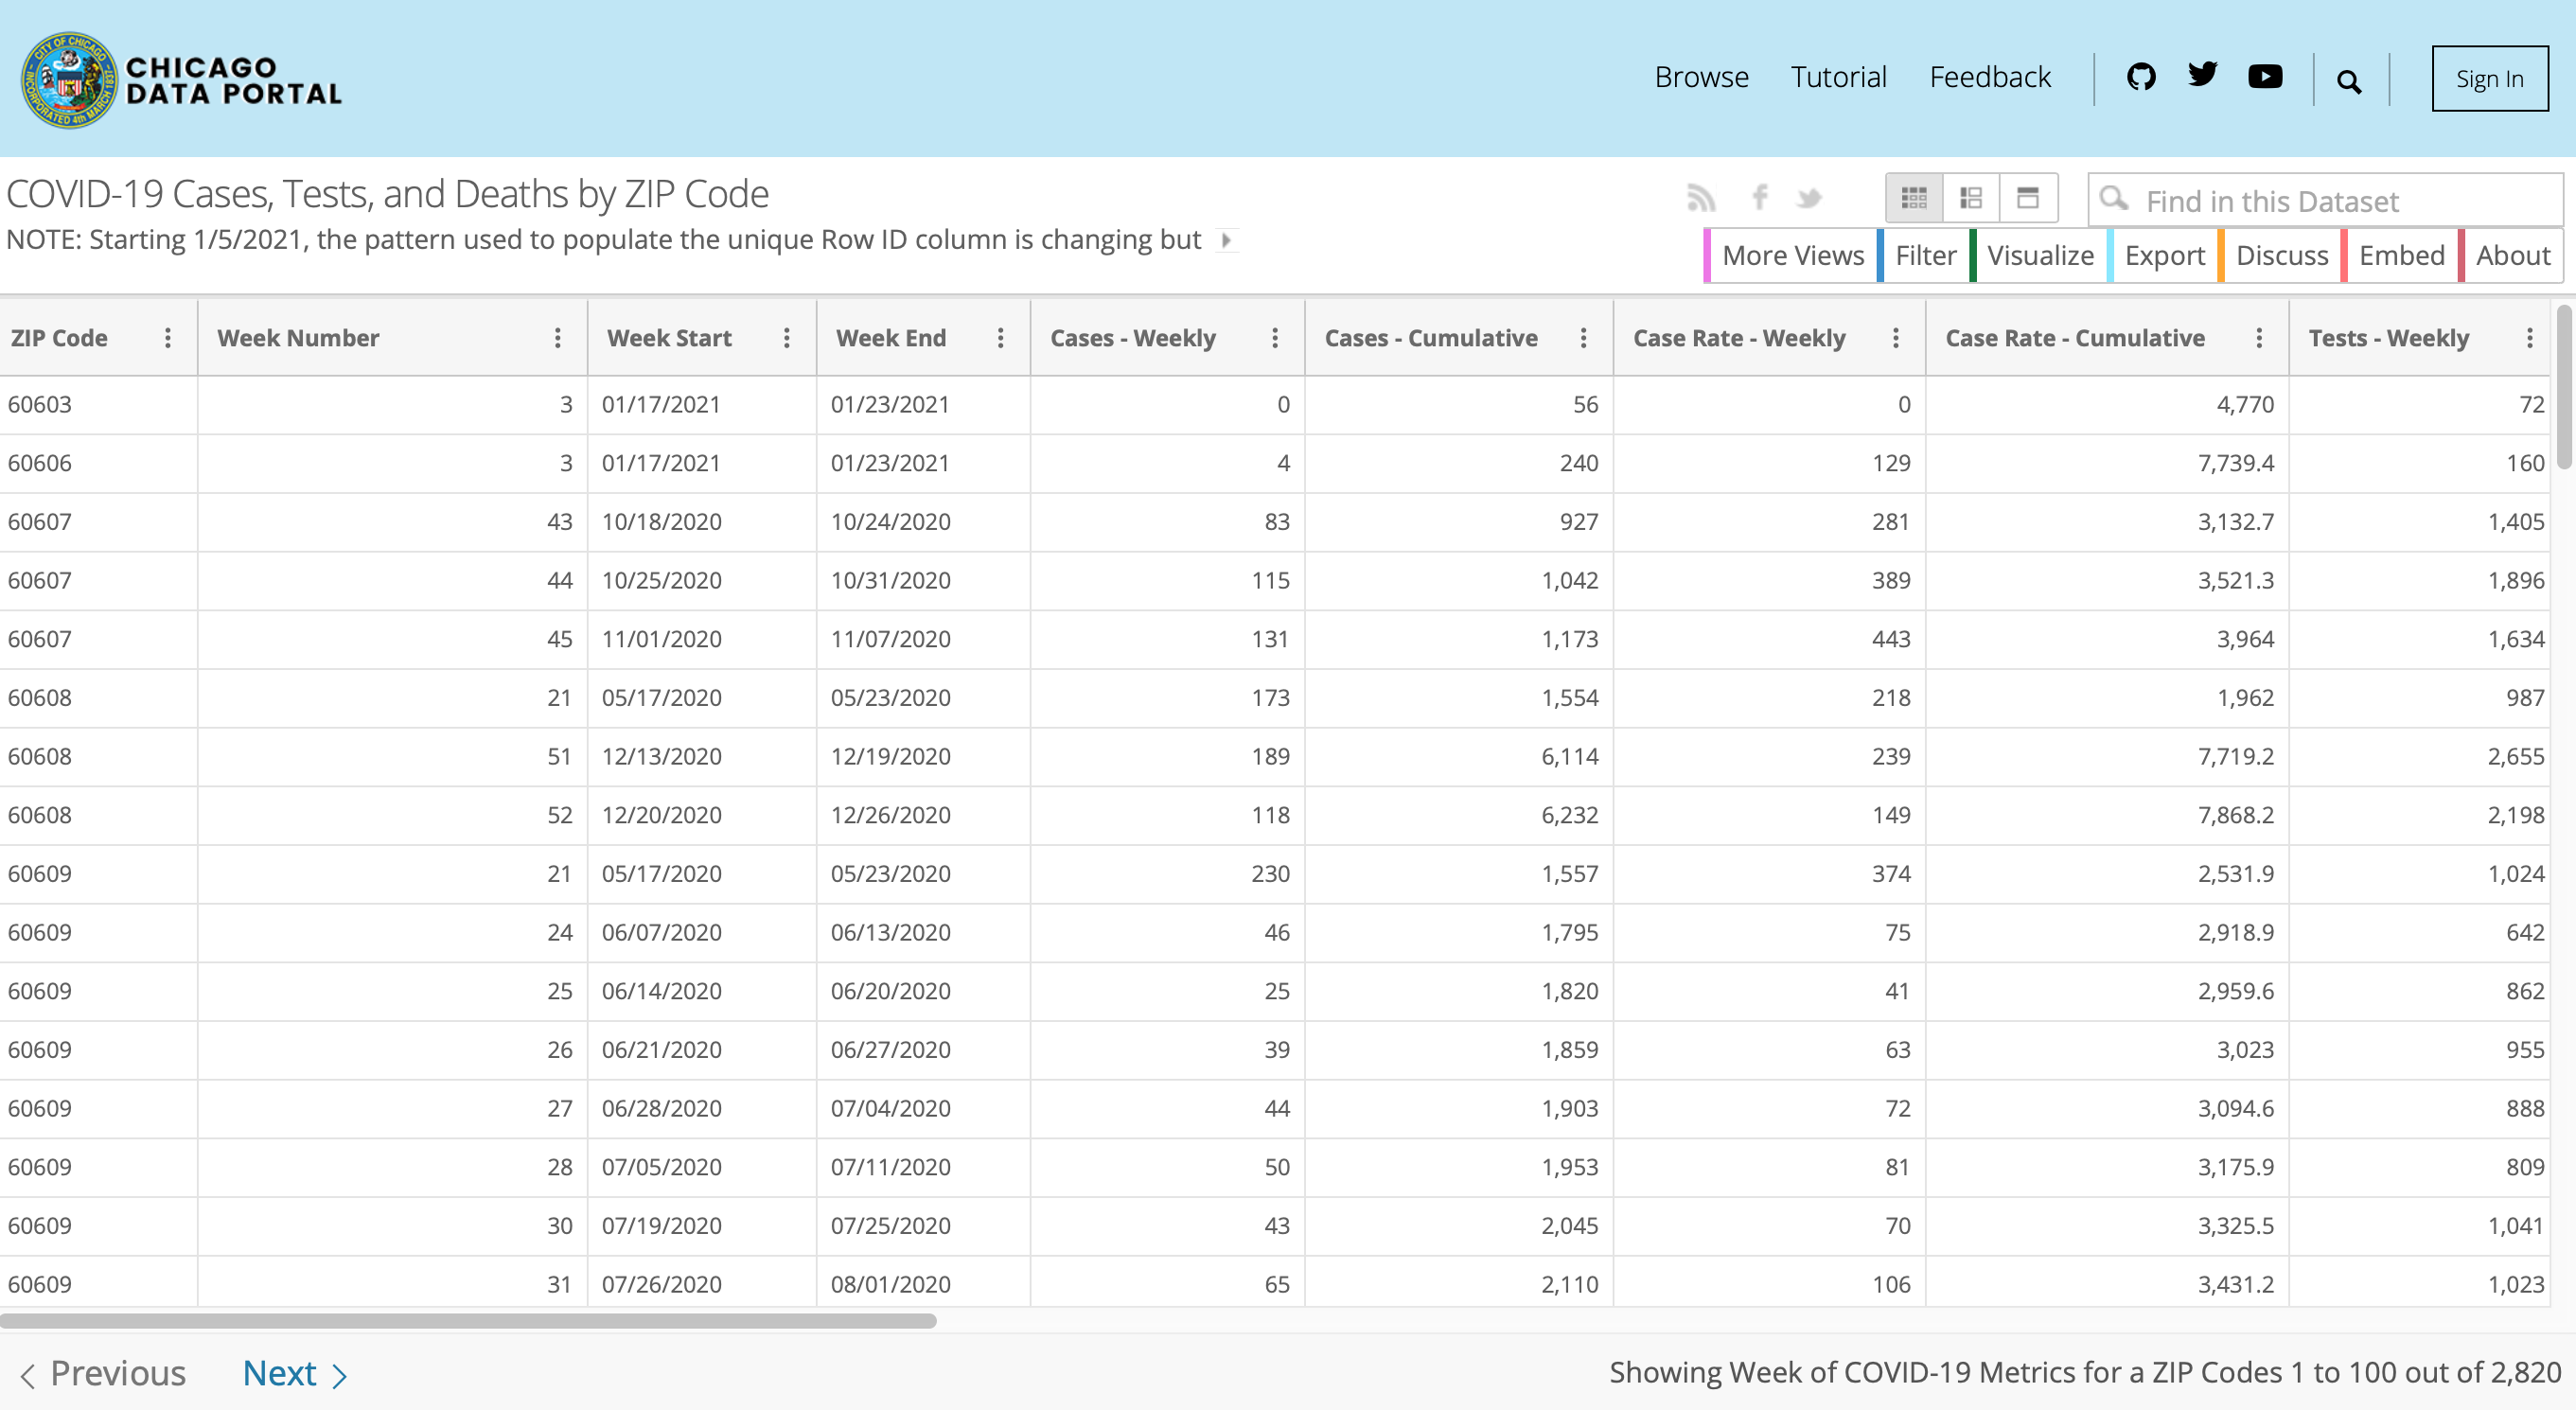 CITY OF CHICAGO
INCORPORATED 4th MARCH 1837
CHICAGO
DATA PORTAL
Browse Tutorial Feedback Sign In
COVID-19 Cases, Tests, and Deaths by ZIP Code
NOTE: Starting 1/5/2021, the pattern used to populate the unique Row ID column is changing but
Find in this Dataset
More Views Filter Visualize Export Discuss Embed About
ZIP Code Week Number Week Start Week End Cases - Weekly Cases - Cumulative Case Rate - Weekly Case Rate - Cumulative Tests - Weekly
60603 3 01/17/2021 01/23/2021 0 56 0 4,770 72
60606 3 01/17/2021 01/23/2021 4 240 129 7,739.4 160
60607 43 10/18/2020 10/24/2020 83 927 281 3,132.7 1,405
60607 44 10/25/2020 10/31/2020 115 1,042 389 3,521.3 1,896
60607 45 11/01/2020 11/07/2020 131 1,173 443 3,964 1,634
60608 21 05/17/2020 05/23/2020 173 1,554 218 1,962 987
60608 51 12/13/2020 12/19/2020 189 6,114 239 7,719.2 2,655
60608 52 12/20/2020 12/26/2020 118 6,232 149 7,868.2 2,198
60609 21 05/17/2020 05/23/2020 230 1,557 374 2,531.9 1,024
60609 24 06/07/2020 06/13/2020 46 1,795 75 2,918.9 642
60609 25 06/14/2020 06/20/2020 25 1,820 41 2,959.6 862
60609 26 06/21/2020 06/27/2020 39 1,859 63 3,023 955
60609 27 06/28/2020 07/04/2020 44 1,903 72 3,094.6 888
60609 28 07/05/2020 07/11/2020 50 1,953 81 3,175.9 809
60609 30 07/19/2020 07/25/2020 43 2,045 70 3,325.5 1,041
60609 31 07/26/2020 08/01/2020 65 2,110 106 3,431.2 1,023
Previous Next Showing Week of COVID-19 Metrics for a ZIP Codes 1 to 100 out of 2,820